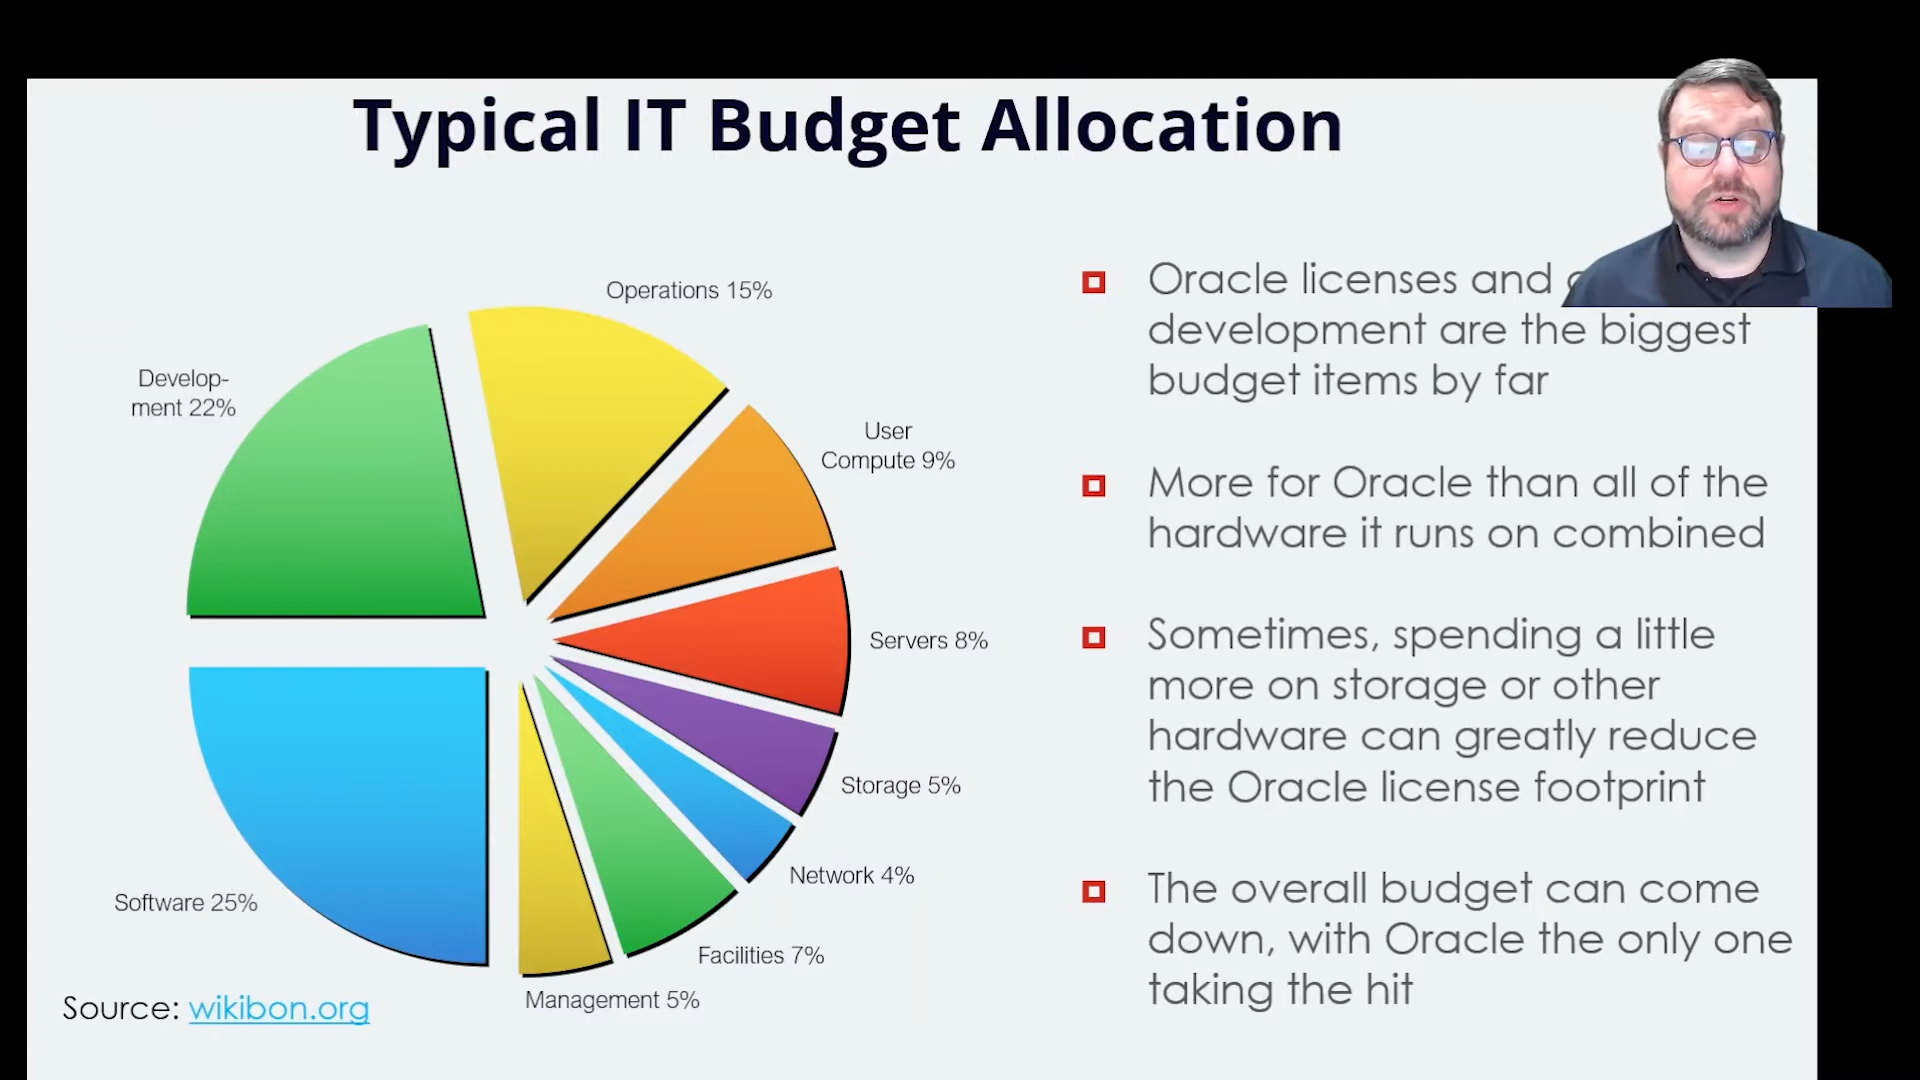 Typical IT Budget Allocation
Operations 15%
Develop-
ment 22%
User
Compute 9%
Servers 8%
Storage 5%
Network 4%
Software 25%
Facilities 7%
Management 5%
Source: wikibon.org
Oracle licenses and
development are the biggest
budget items by far
More for Oracle than all of the
hardware it runs on combined
Sometimes, spending a little
more on storage or other
hardware can greatly reduce
the Oracle license footprint
The overall budget can come
down, with Oracle the only one
taking the hit